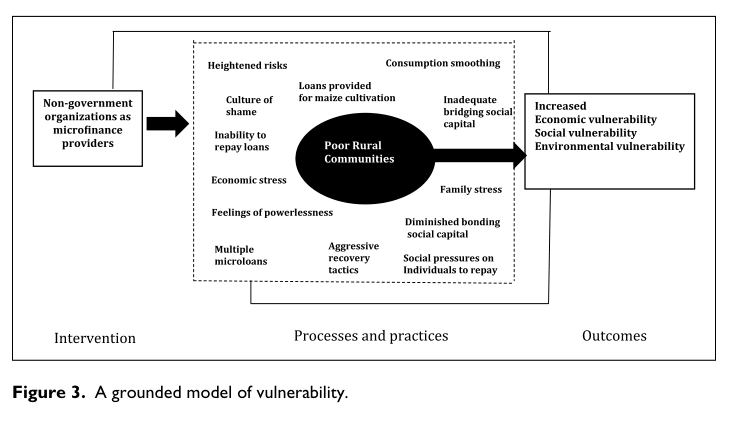 Non-government
organizations as
microfinance
providers
Heightened risks
Consumption smoothing
Loans provided
for maize cultivation
Culture of
shame
Inadequate
bridging social
capital
Inability to
repay loans
Poor Rural
Communities
Economic stress
Family stress
Feelings of powerlessness
Diminished bonding
social capital
Multiple
microloans
Aggressive
recovery
tactics
Social pressures on
Individuals to repay
Increased
Economic vulnerability
Social vulnerability
Environmental vulnerability
Intervention
Processes and practices
Outcomes
Figure 3. A grounded model of vulnerability.